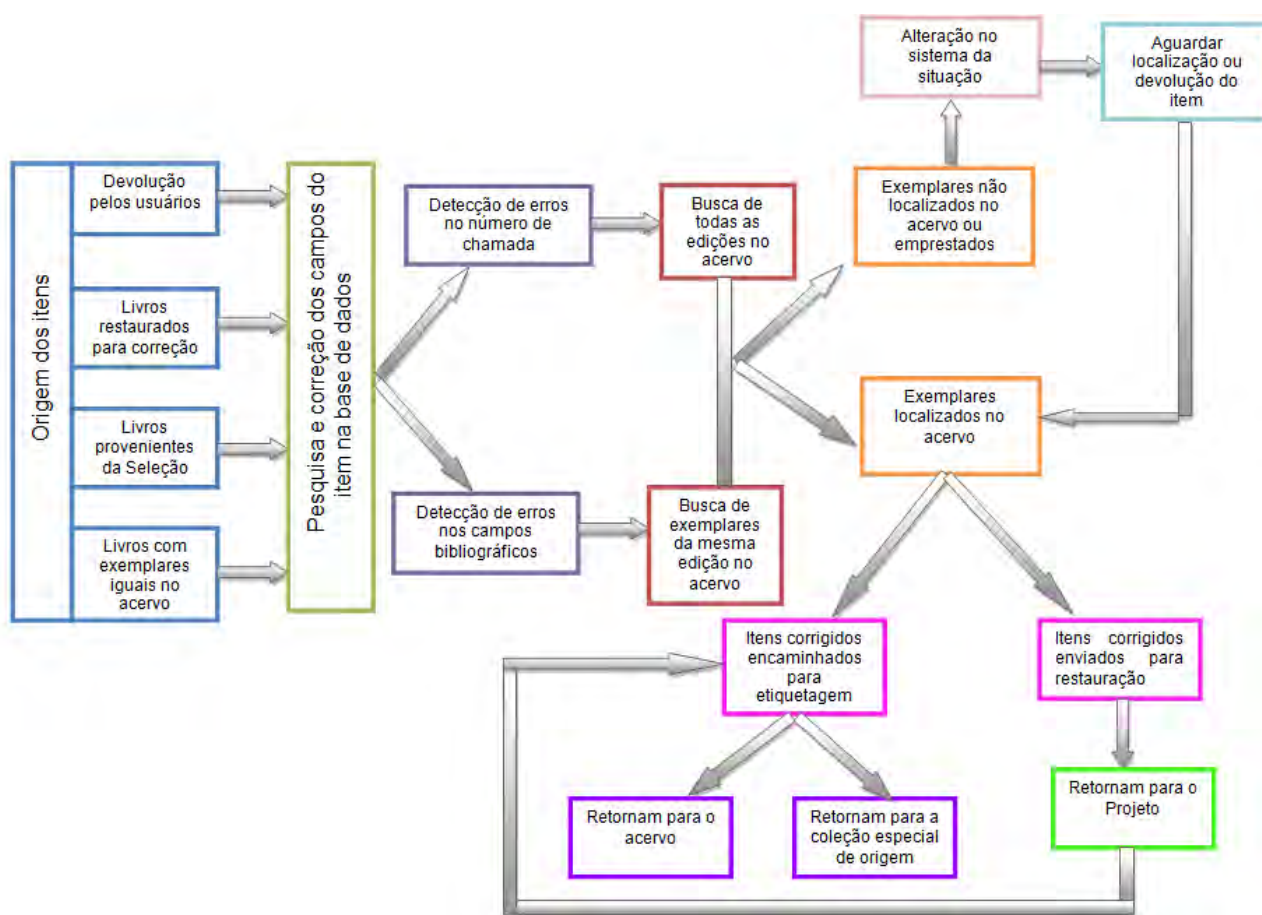 Origem dos itens
Devolução
pelos usuários
Livros
restaurados
para correção
Livros
provenientes
da Seleção
Livros com
exemplares
iguais no
acervo
Pesquisa e correção dos campos do
item na base de dados
Detecção de erros
no número de
chamada
Detecção de erros
nos campos
bibliográficos
Busca de
todas as
edições no
acervo
Busca de
exemplares
da mesma
edição no
acervo
Alteração no
sistema da
situação
Aguardar
localização ou
devolução do
item
Exemplares não
localizados no
acervo ou
emprestados
Exemplares
localizados no
acervo
Itens corrigidos
encaminhados
para
etiquetagem
Itens corrigidos
enviados para
restauração
Retornam para o
acervo
Retornam para a
coleção especial
de origem
Retornam para o
Projeto